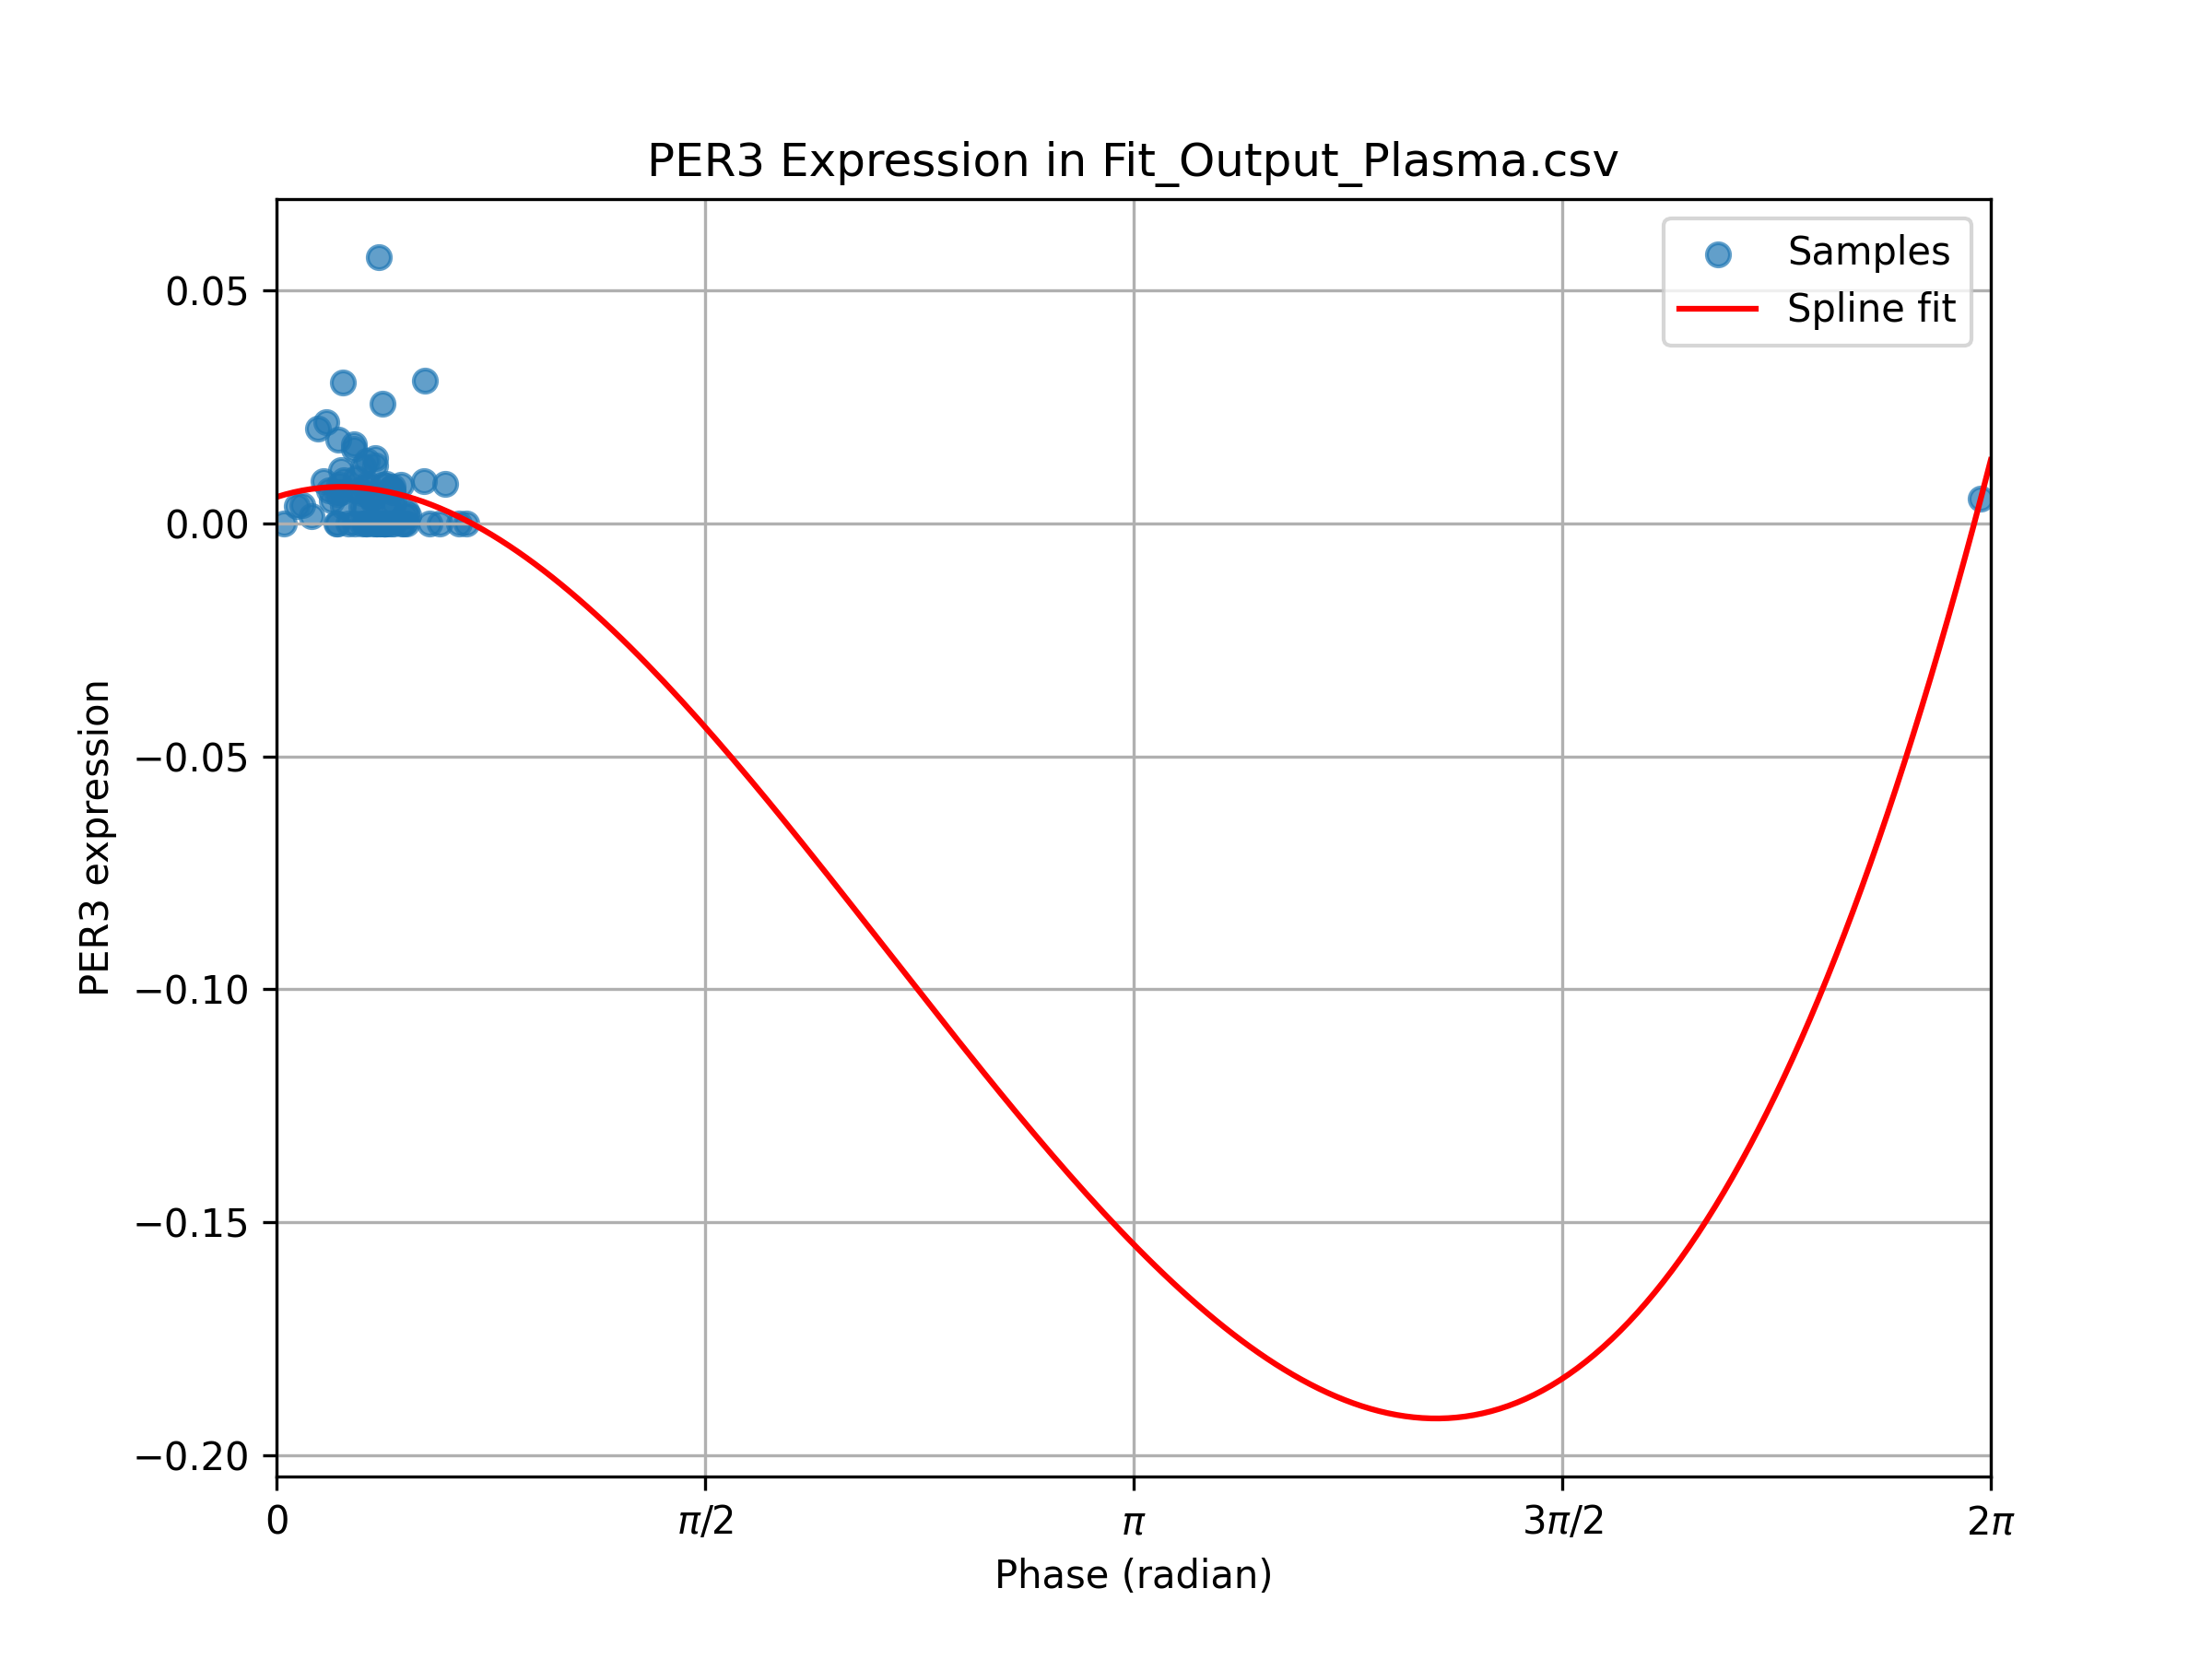 PER3 Expression in Fit_Output_Plasma.csv
Samples
Spline fit
0.05
0.00
−0.05
−0.10
−0.15
−0.20
PER3 expression
0
π/2
π
3π/2
2π
Phase (radian)